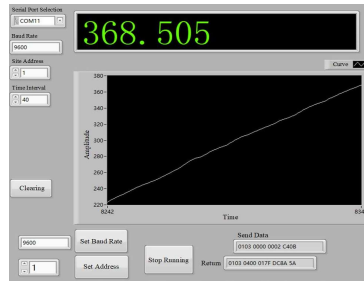 Serial Port Selection
COM11
368.505
Baud Rate
9600
Site Address
1
Curve
Time Interval
40
380
360
340
320
300
280
260
240
220
Amplitude
8242
834
Time
Clearing
9600
Set Baud Rate
Send Data
0103 0000 0002 C40B
1
Set Address
Stop Running
Return
0103 0400 017F DCBA 5A